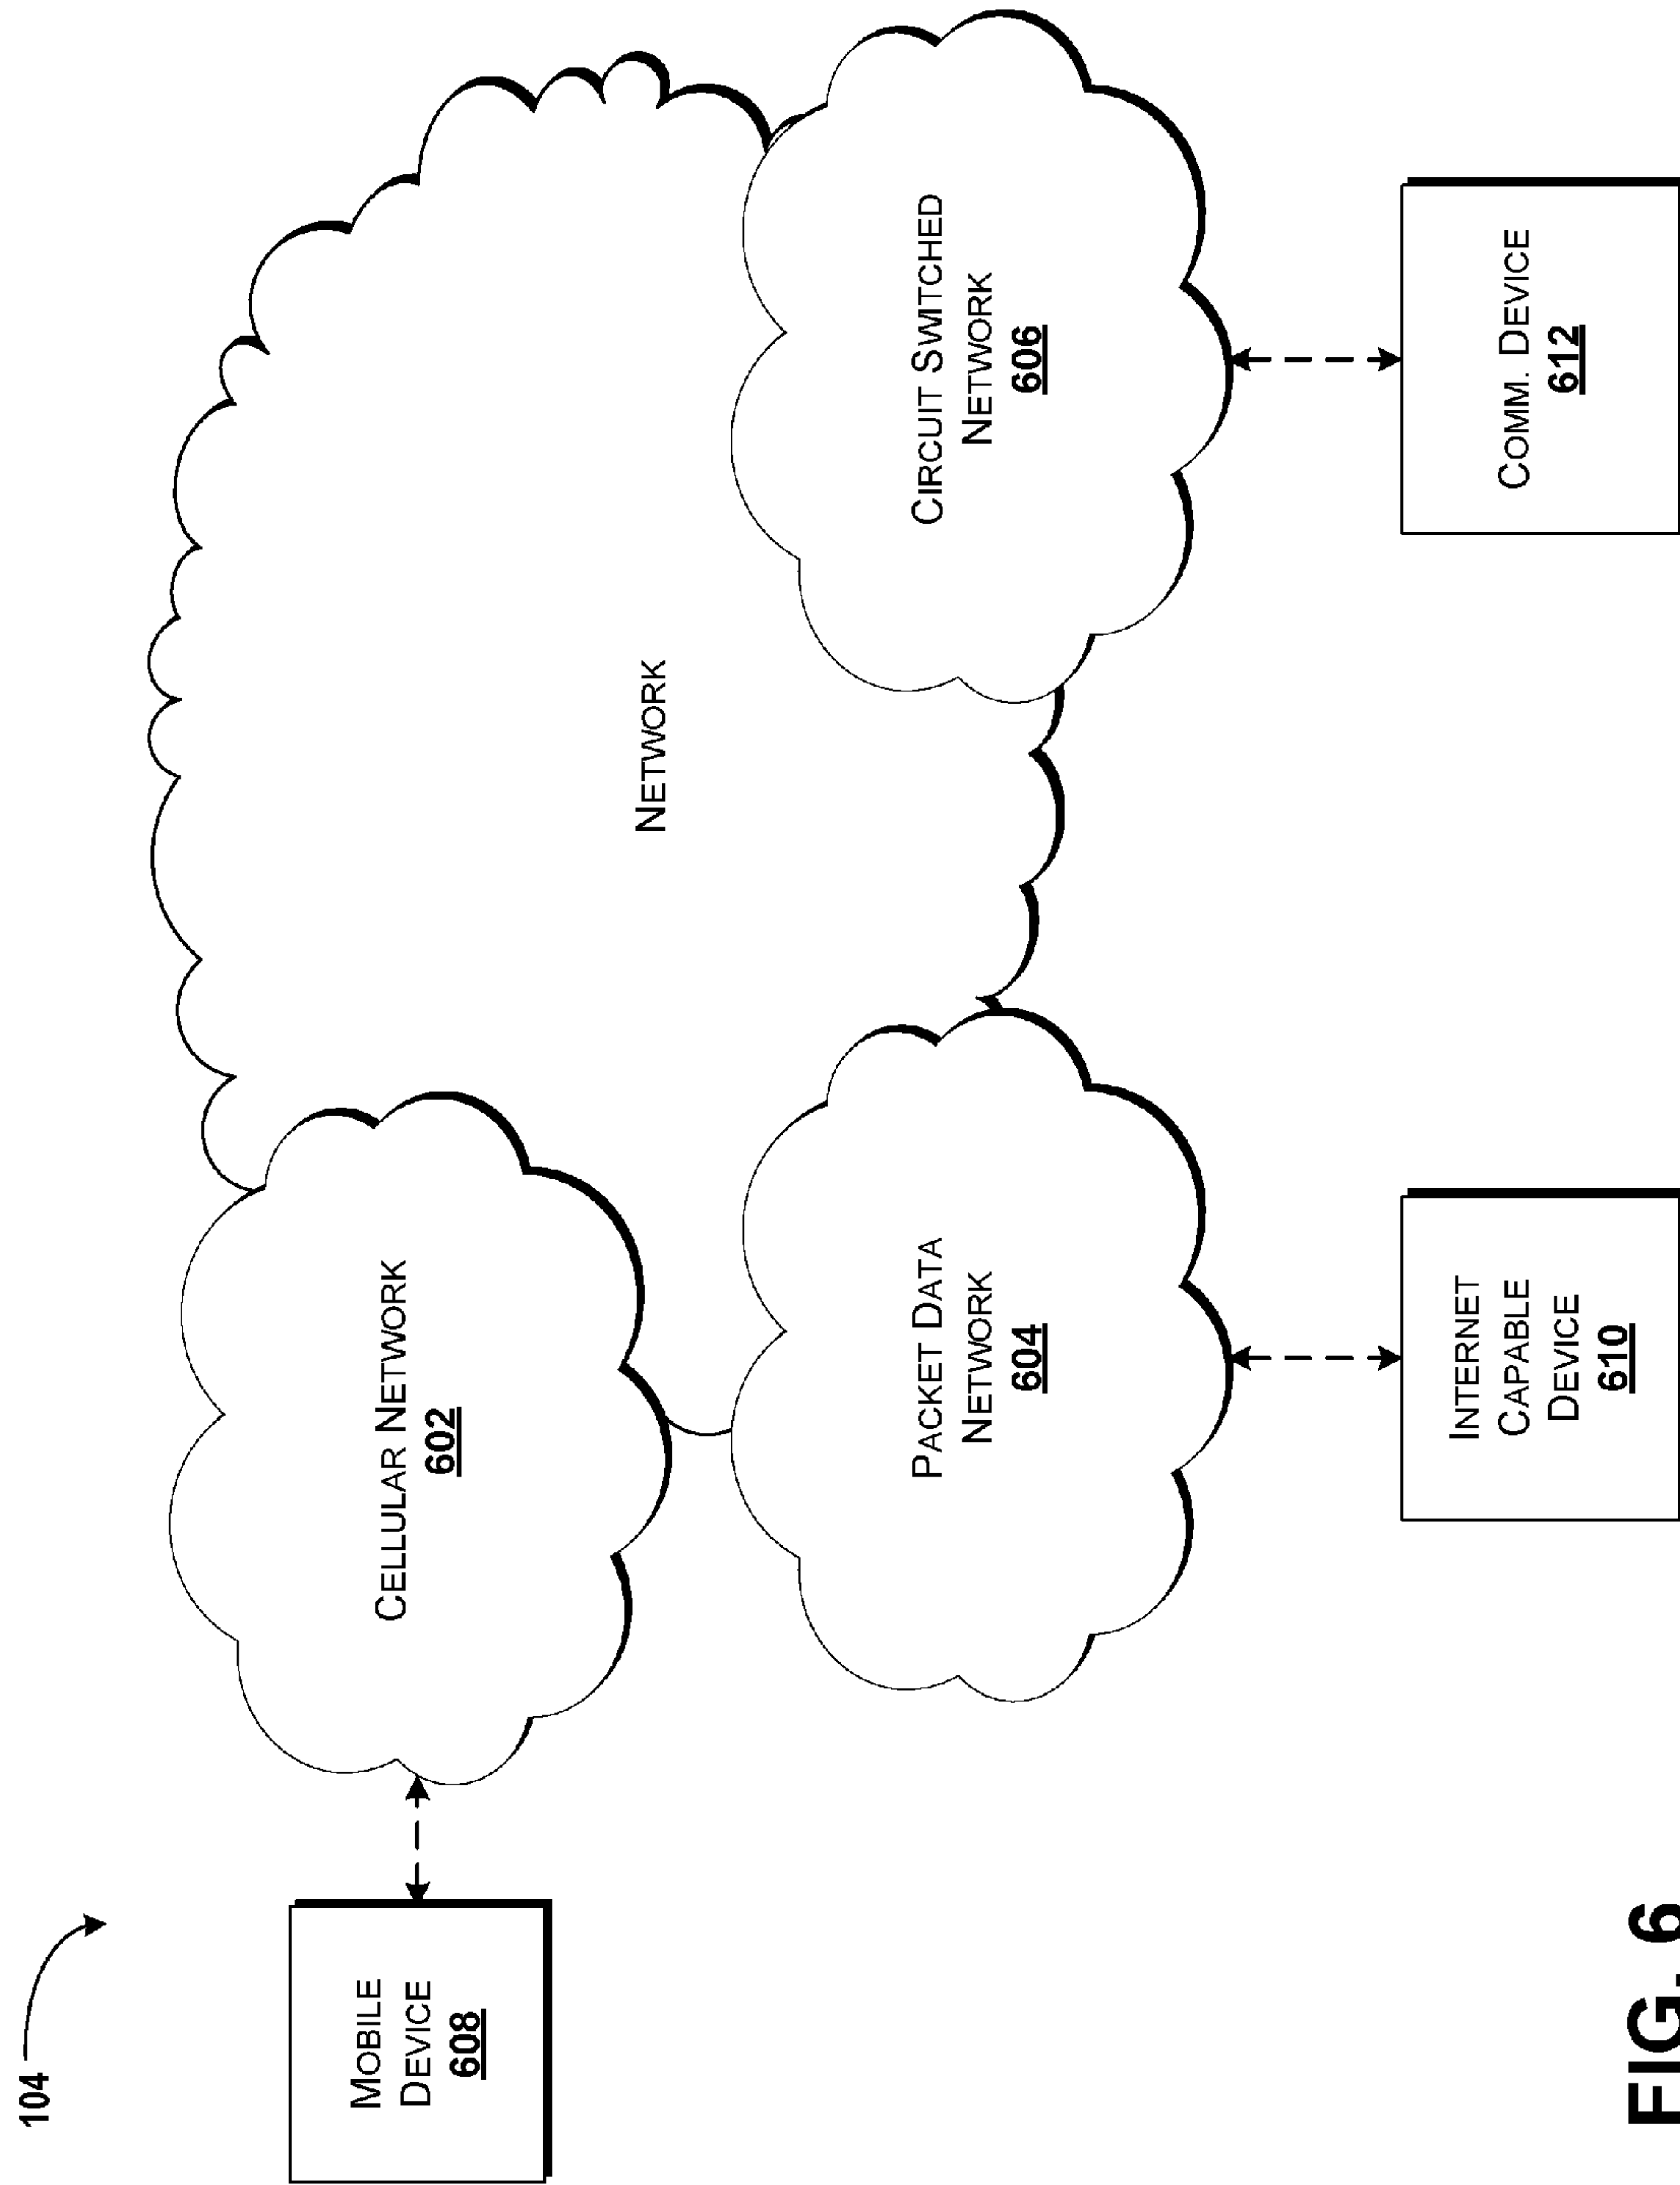 104
MOBILE
DEVICE
608
CELLULAR NETWORK
602
NETWORK
PACKET DATA
NETWORK
604
CIRCUIT SWITCHED
NETWORK
606
INTERNET
CAPABLE
DEVICE
610
COMM. DEVICE
612
FIG. 6